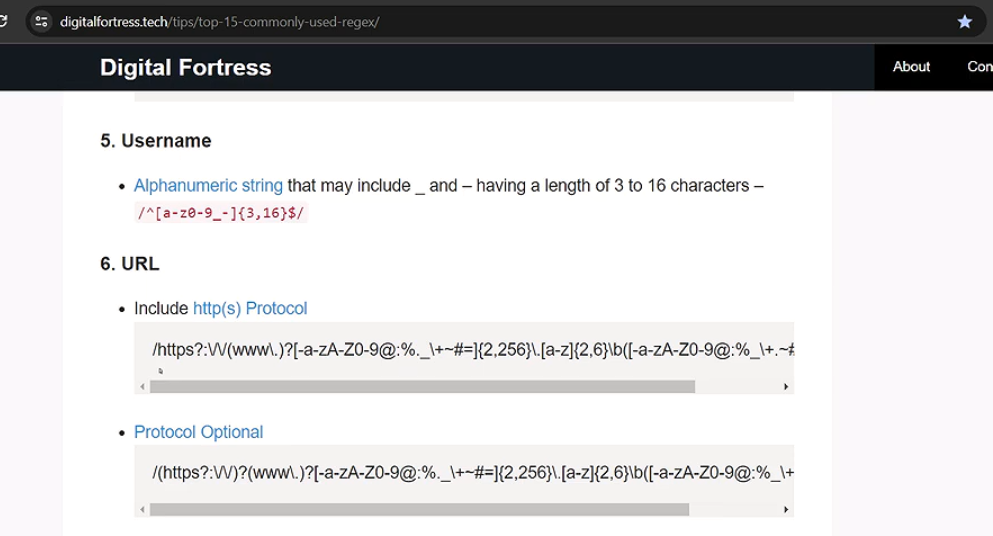 digitalfortress.tech/tips/top-15-commonly-used-regex/
Digital Fortress
About
Con
5. Username
• Alphanumeric string that may include _ and – having a length of 3 to 16 characters –
/^[a-z0-9_-]{3,16}$/
6. URL
• Include http(s) Protocol
/https?:\/\/(www\.)?[-a-zA-Z0-9@:%._\+~#=]{2,256}\.[a-z]{2,6}\b([-a-zA-Z0-9@:%_\+.~#
• Protocol Optional
/(https?:\/\/)?(www\.)?[-a-zA-Z0-9@:%._\+~#=]{2,256}\.[a-z]{2,6}\b([-a-zA-Z0-9@:%_\+